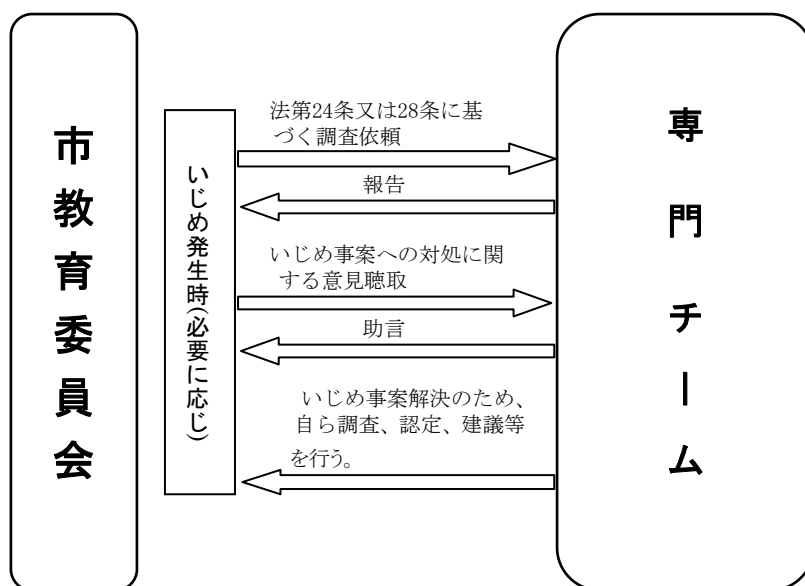 市教育委員会
いじめ発生時(必要に応じ)
法第24条又は28条に基
づく調査依頼
報告
いじめ事案への対処に関
する意見聴取
助言
いじめ事案解決のため、
自ら調査、認定、建議等
を行う。
専門チーム